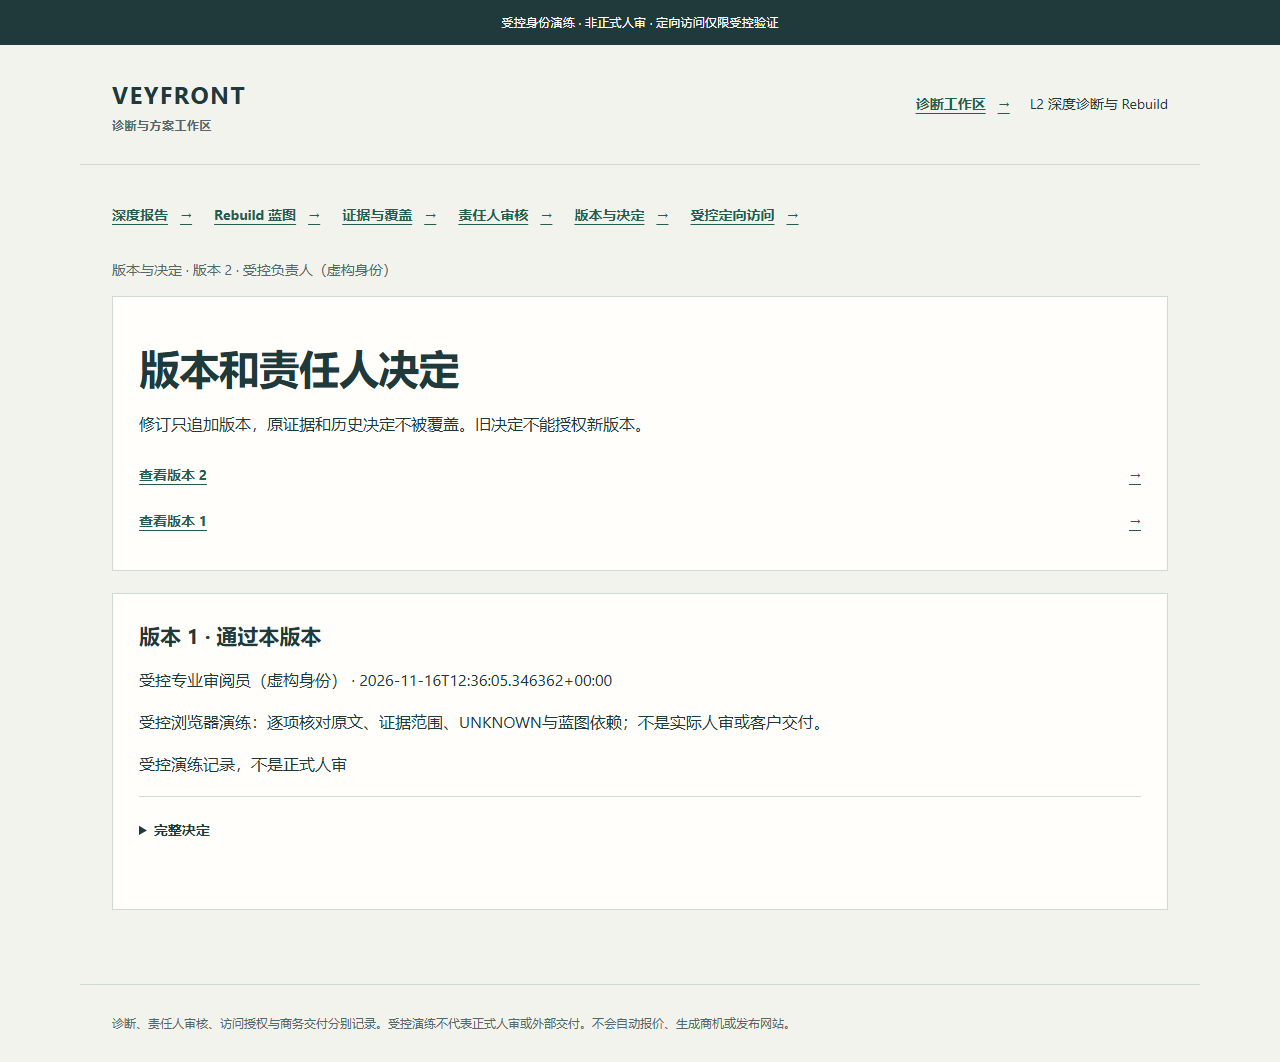 受控身份演练 · 非正式人审 · 定向访问仅限受控验证
VEYFRONT
诊断与方案工作区
诊断工作区 → L2 深度诊断与 Rebuild
深度报告 → Rebuild 蓝图 → 证据与覆盖 → 责任人审核 → 版本与决定 → 受控定向访问 →
版本与决定 · 版本 2 · 受控负责人（虚构身份）
版本和责任人决定
修订只追加版本，原证据和历史决定不被覆盖。旧决定不能授权新版本。
查看版本 2 →
查看版本 1 →
版本 1 · 通过本版本
受控专业审阅员（虚构身份） · 2026-11-16T12:36:05.346362+00:00
受控浏览器演练：逐项核对原文、证据范围、UNKNOWN与蓝图依赖；不是实际人审或客户交付。
受控演练记录，不是正式人审
▶ 完整决定
诊断、责任人审核、访问授权与商务交付分别记录。受控演练不代表正式人审或外部交付。不会自动报价、生成商机或发布网站。